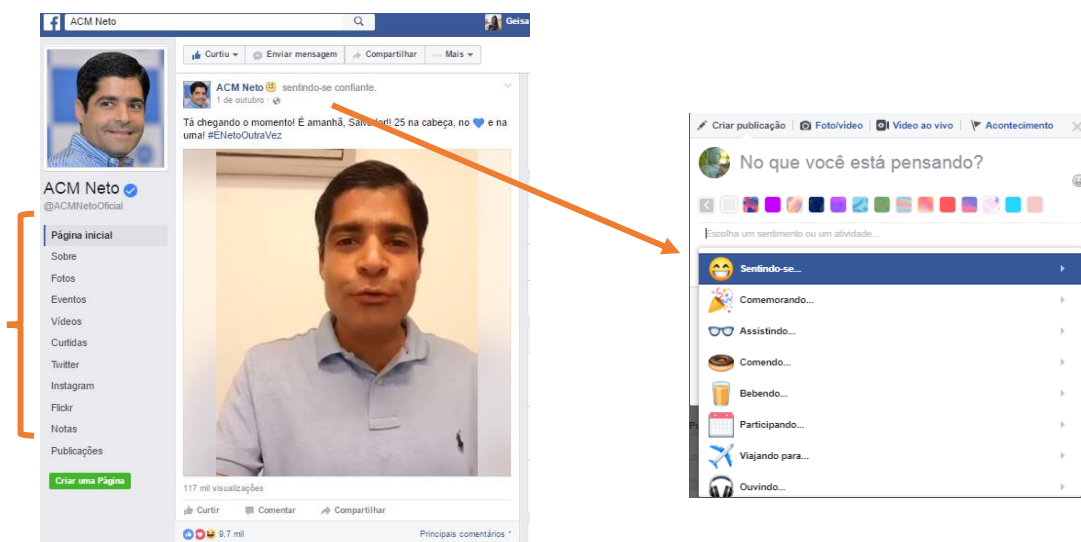 ACM Neto
Geisa
Curtiu
Enviar mensagem
Compartilhar
Mais
ACM Neto sentindo-se confiante.
1 de outubro
Tá chegando o momento! É amanhã, Salvador!! 25 na cabeça, no 💙 e na
uma! #ÉNetoOutraVez
ACM Neto
@ACMNetoOficial
Página inicial
Sobre
Fotos
Eventos
Vídeos
Curtidas
Twitter
Instagram
Flickr
Notas
Publicações
Criar uma Página
117 mil visualizações
Curtir
Comentar
Compartilhar
9,7 mil
Principais comentários
Criar publicação
Foto/vídeo
Vídeo ao vivo
Acontecimento
No que você está pensando?
Escolha um sentimento ou um atividade...
Sentindo-se...
Comemorando...
Assistindo...
Comendo...
Bebendo...
Participando...
Viajando para...
Ouvindo...